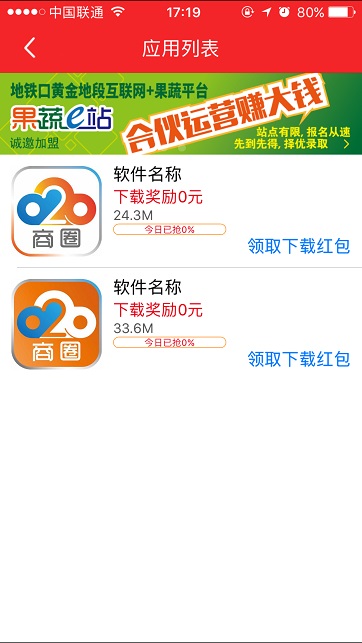 中国联通 17:19 80%
应用列表
地铁口黄金地段互联网+果蔬平台
果蔬e站
合伙运营赚大钱
诚邀加盟
站点有限, 报名从速
先到先得, 择优录取
o2o
商圈
软件名称
下载奖励0元
24.3M
今日已抢0%
领取下载红包
o2o
商圈
软件名称
下载奖励0元
33.6M
今日已抢0%
领取下载红包